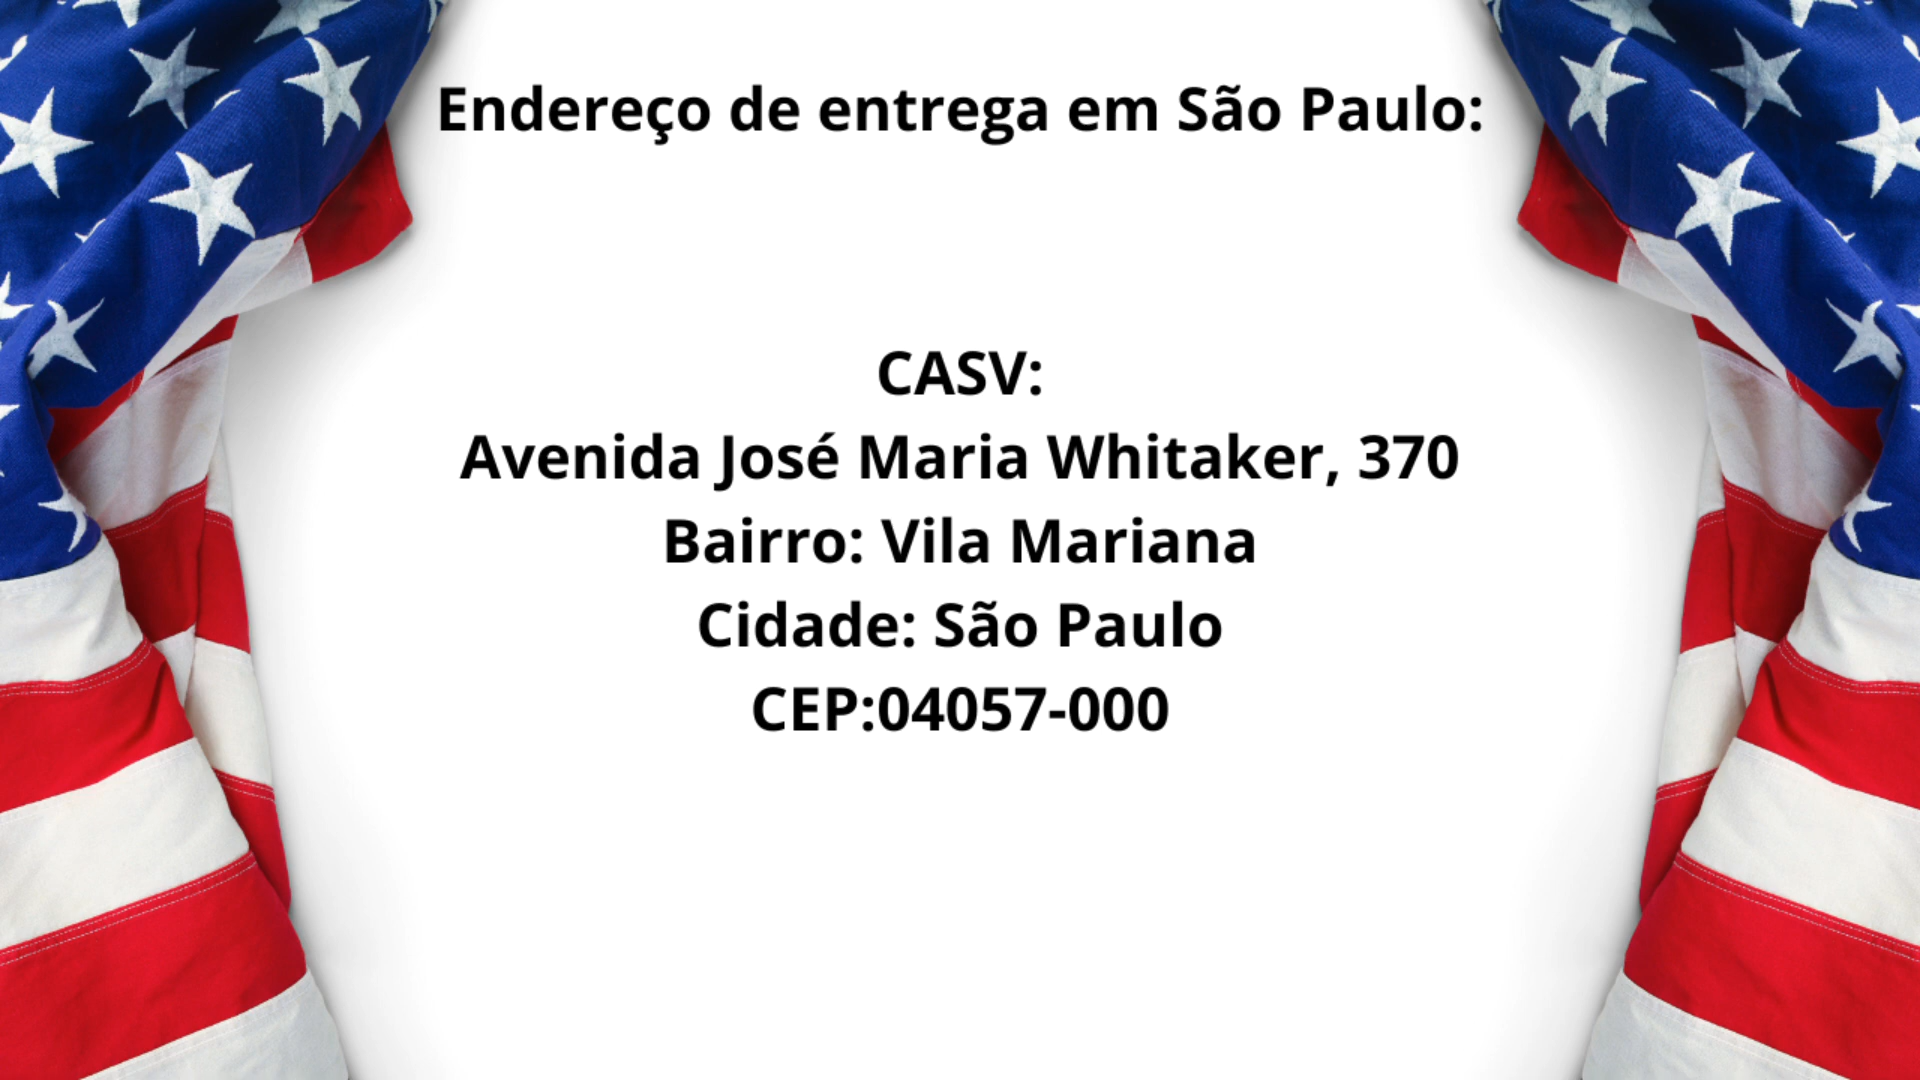 Endereço de entrega em São Paulo:
CASV:
Avenida José Maria Whitaker, 370
Bairro: Vila Mariana
Cidade: São Paulo
CEP:04057-000